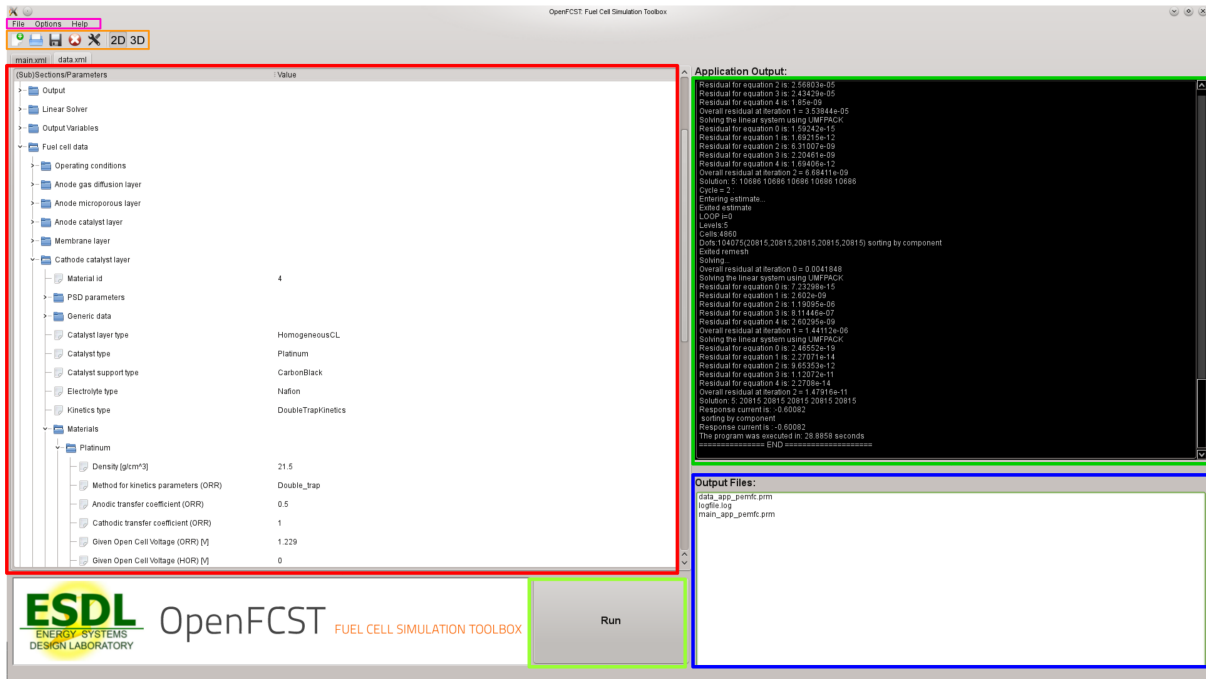 OpenFCST: Fuel Cell Simulation Toolbox
File Options Help
2D 3D
main.xml data.xml
(Sub)Sections/Parameters Value
Output
Linear Solver
Output Variables
Fuel cell data
Operating conditions
Anode gas diffusion layer
Anode microporous layer
Anode catalyst layer
Membrane layer
Cathode catalyst layer
Material id 4
PSD parameters
Generic data
Catalyst layer type HomogeneousCL
Catalyst type Platinum
Catalyst support type CarbonBlack
Electrolyte type Nafion
Kinetics type DoubleTrapKinetics
Materials
Platinum
Density [g/cm^3] 21.5
Method for kinetics parameters (ORR) Double_trap
Anodic transfer coefficient (ORR) 0.5
Cathodic transfer coefficient (ORR) 1
Given Open Cell Voltage (ORR) [V] 1.229
Given Open Cell Voltage (HOR) [V] 0
ESDL
ENERGY SYSTEMS
DESIGN LABORATORY
OpenFCST FUEL CELL SIMULATION TOOLBOX
Run
Application Output:
Residual for equation 2 is: 2.56803e-05
Residual for equation 3 is: 2.43429e-05
Residual for equation 4 is: 1.85e-09
Overall residual at iteration 1 = 3.53844e-05
Solving the linear system using UMFPACK
Residual for equation 0 is: 1.59242e-15
Residual for equation 1 is: 1.69215e-12
Residual for equation 2 is: 6.31007e-09
Residual for equation 3 is: 2.20461e-09
Residual for equation 4 is: 1.69406e-12
Overall residual at iteration 2 = 6.68411e-09
Solution: 5: 10686 10686 10686 10686 10686
Cycle = 2 :
Entering estimate...
Exited estimate
LOOP i=0
Levels:5
Cells:4860
Dofs:104075(20815,20815,20815,20815,20815) sorting by component
Exited remesh
Solving...
Overall residual at iteration 0 = 0.0041848
Solving the linear system using UMFPACK
Residual for equation 0 is: 7.23298e-15
Residual for equation 1 is: 2.602e-09
Residual for equation 2 is: 1.19095e-06
Residual for equation 3 is: 8.11446e-07
Residual for equation 4 is: 2.60295e-09
Overall residual at iteration 1 = 1.44112e-06
Solving the linear system using UMFPACK
Residual for equation 0 is: 2.46552e-19
Residual for equation 1 is: 2.27071e-14
Residual for equation 2 is: 9.65353e-12
Residual for equation 3 is: 1.12072e-11
Residual for equation 4 is: 2.2708e-14
Overall residual at iteration 2 = 1.47916e-11
Solution: 5: 20815 20815 20815 20815 20815
Response current is: -0.60082
sorting by component
Response current is : -0.60082
The program was executed in: 28.8858 seconds
=============== END ====================
Output Files:
data_app_pemfc.prm
logfile.log
main_app_pemfc.prm